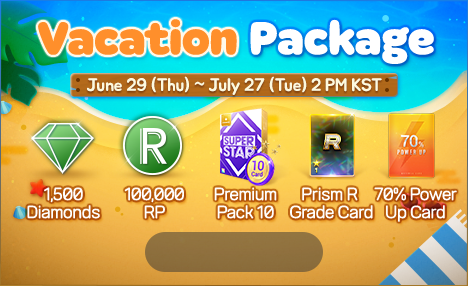 Vacation Package
June 29 (Thu) ~ July 27 (Tue) 2 PM KST
R
SUPER
STAR
10
Card
R
1
70%
POWER UP
1,500
Diamonds
100,000
RP
Premium
Pack 10
Prism R
Grade Card
70% Power
Up Card